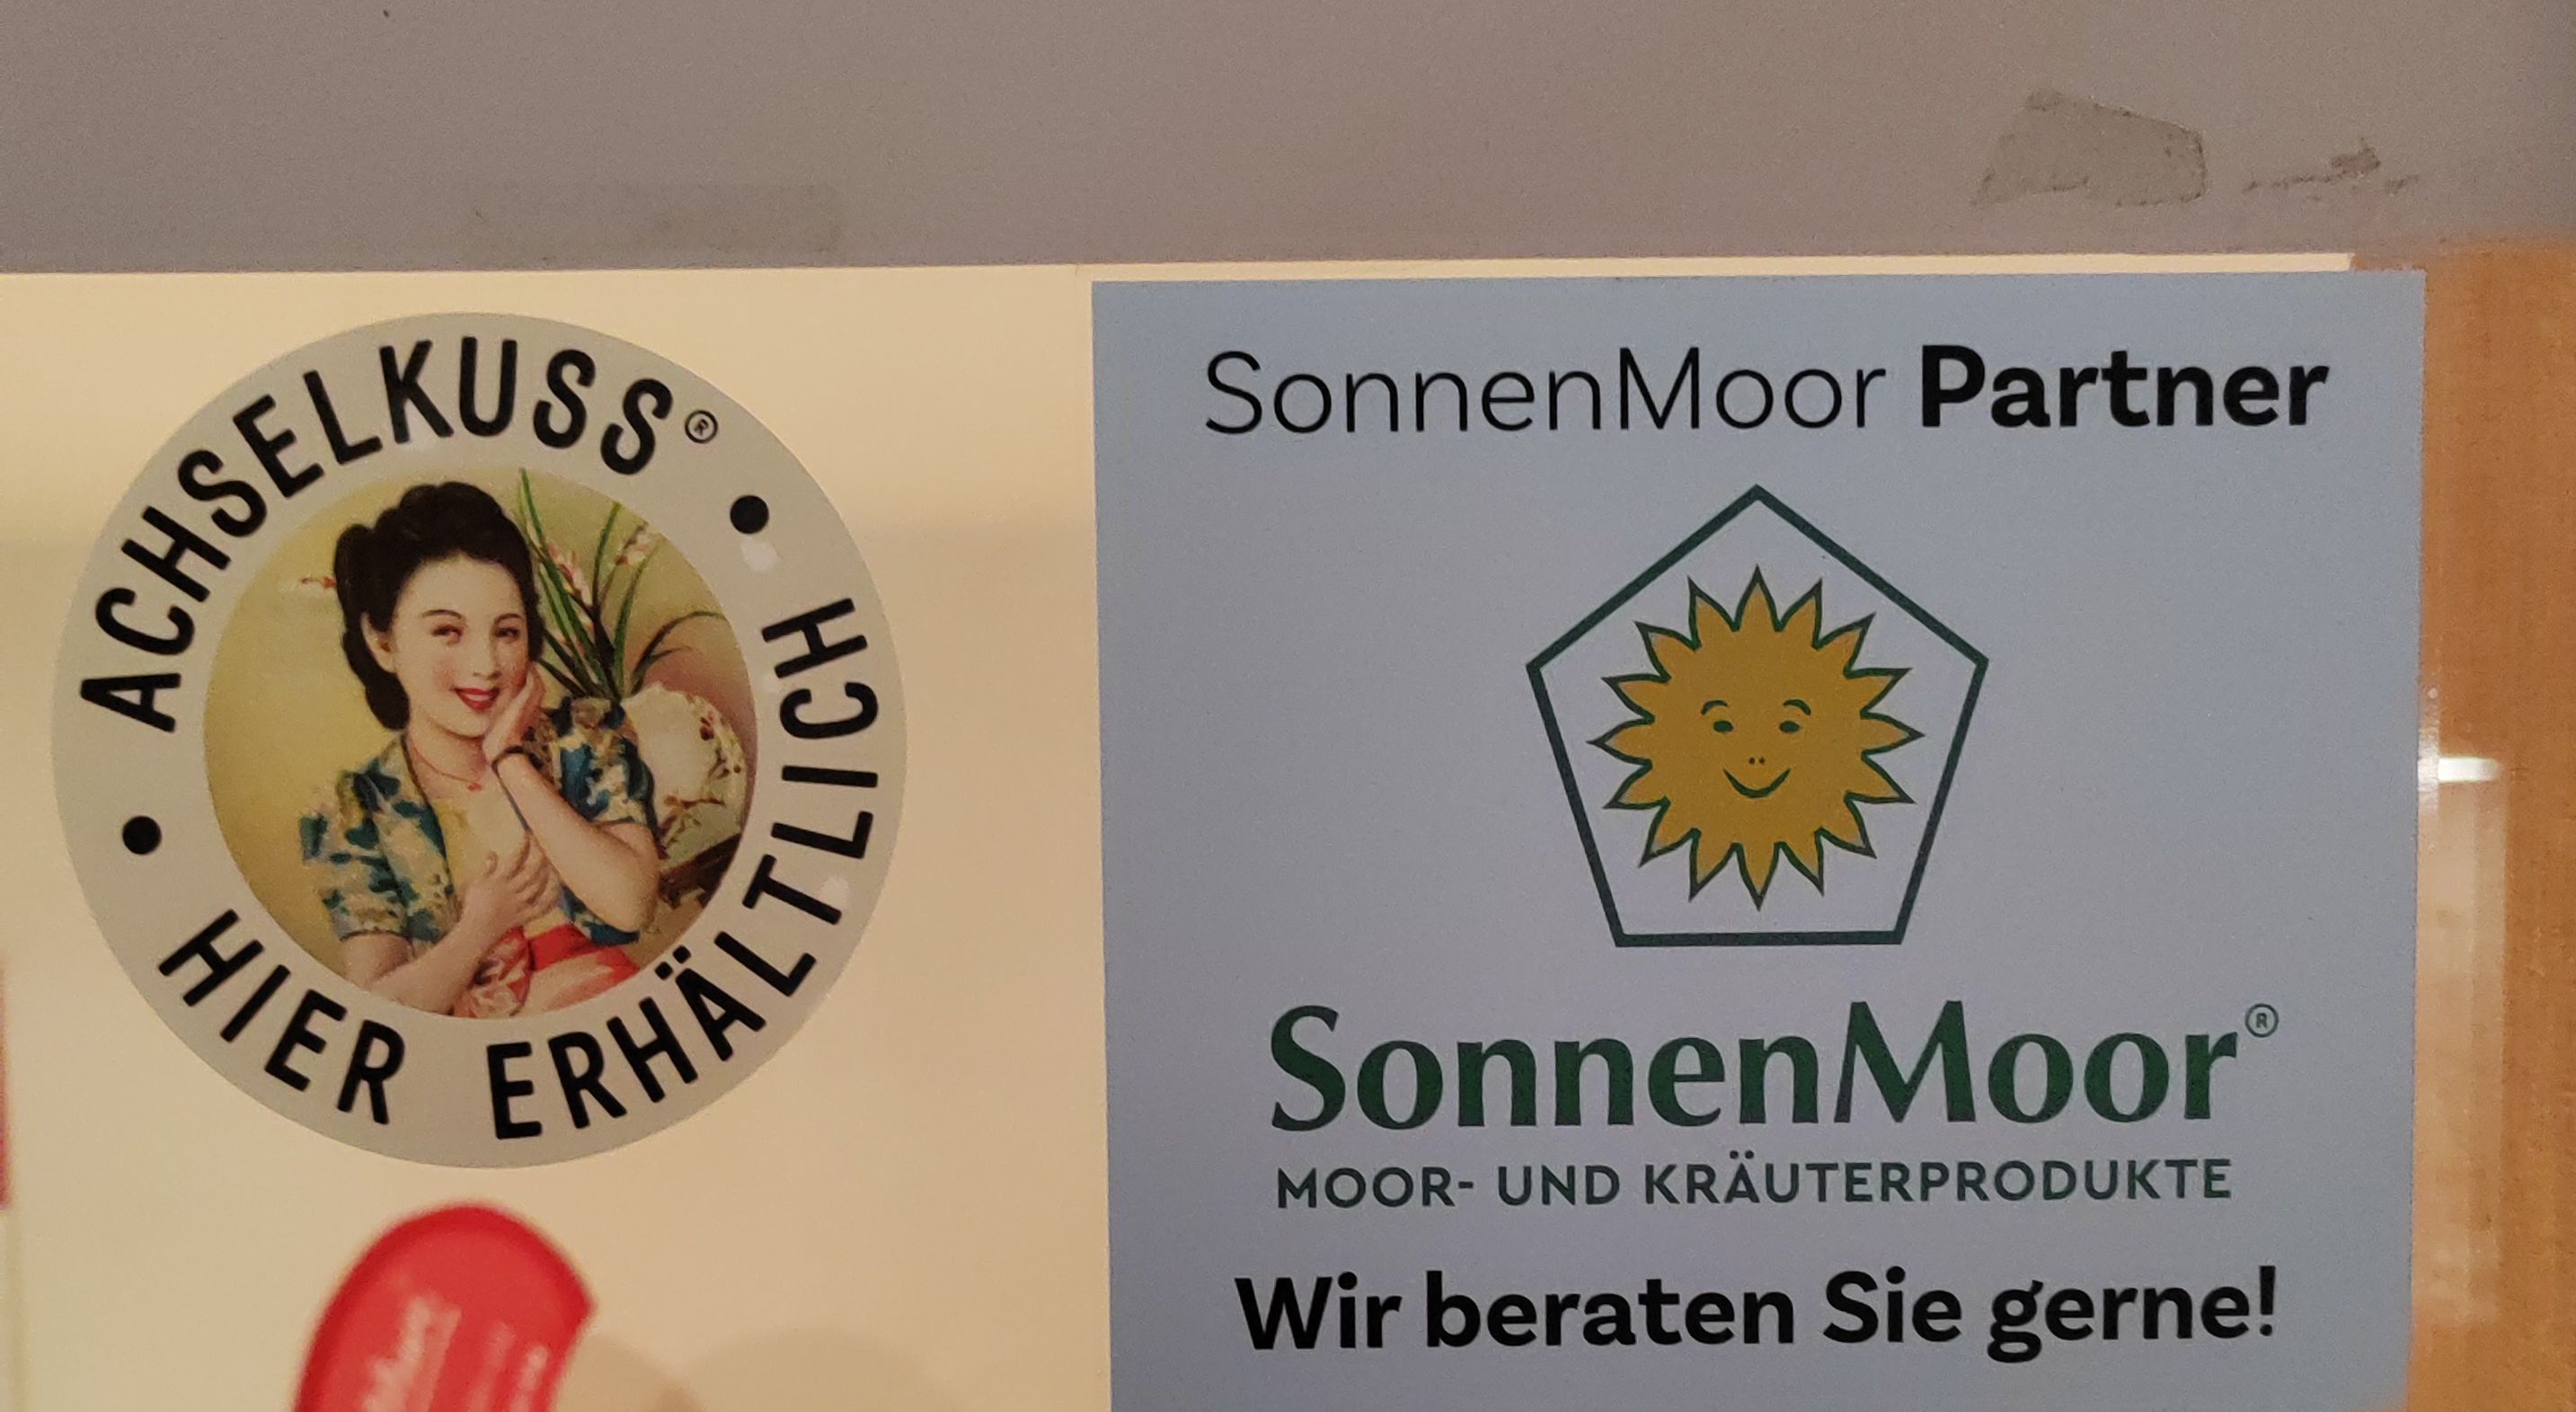 ACHSELKUSS®
HIER ERHÄLTLICH
SonnenMoor Partner
SonnenMoor®
MOOR- UND KRÄUTERPRODUKTE
Wir beraten Sie gerne!